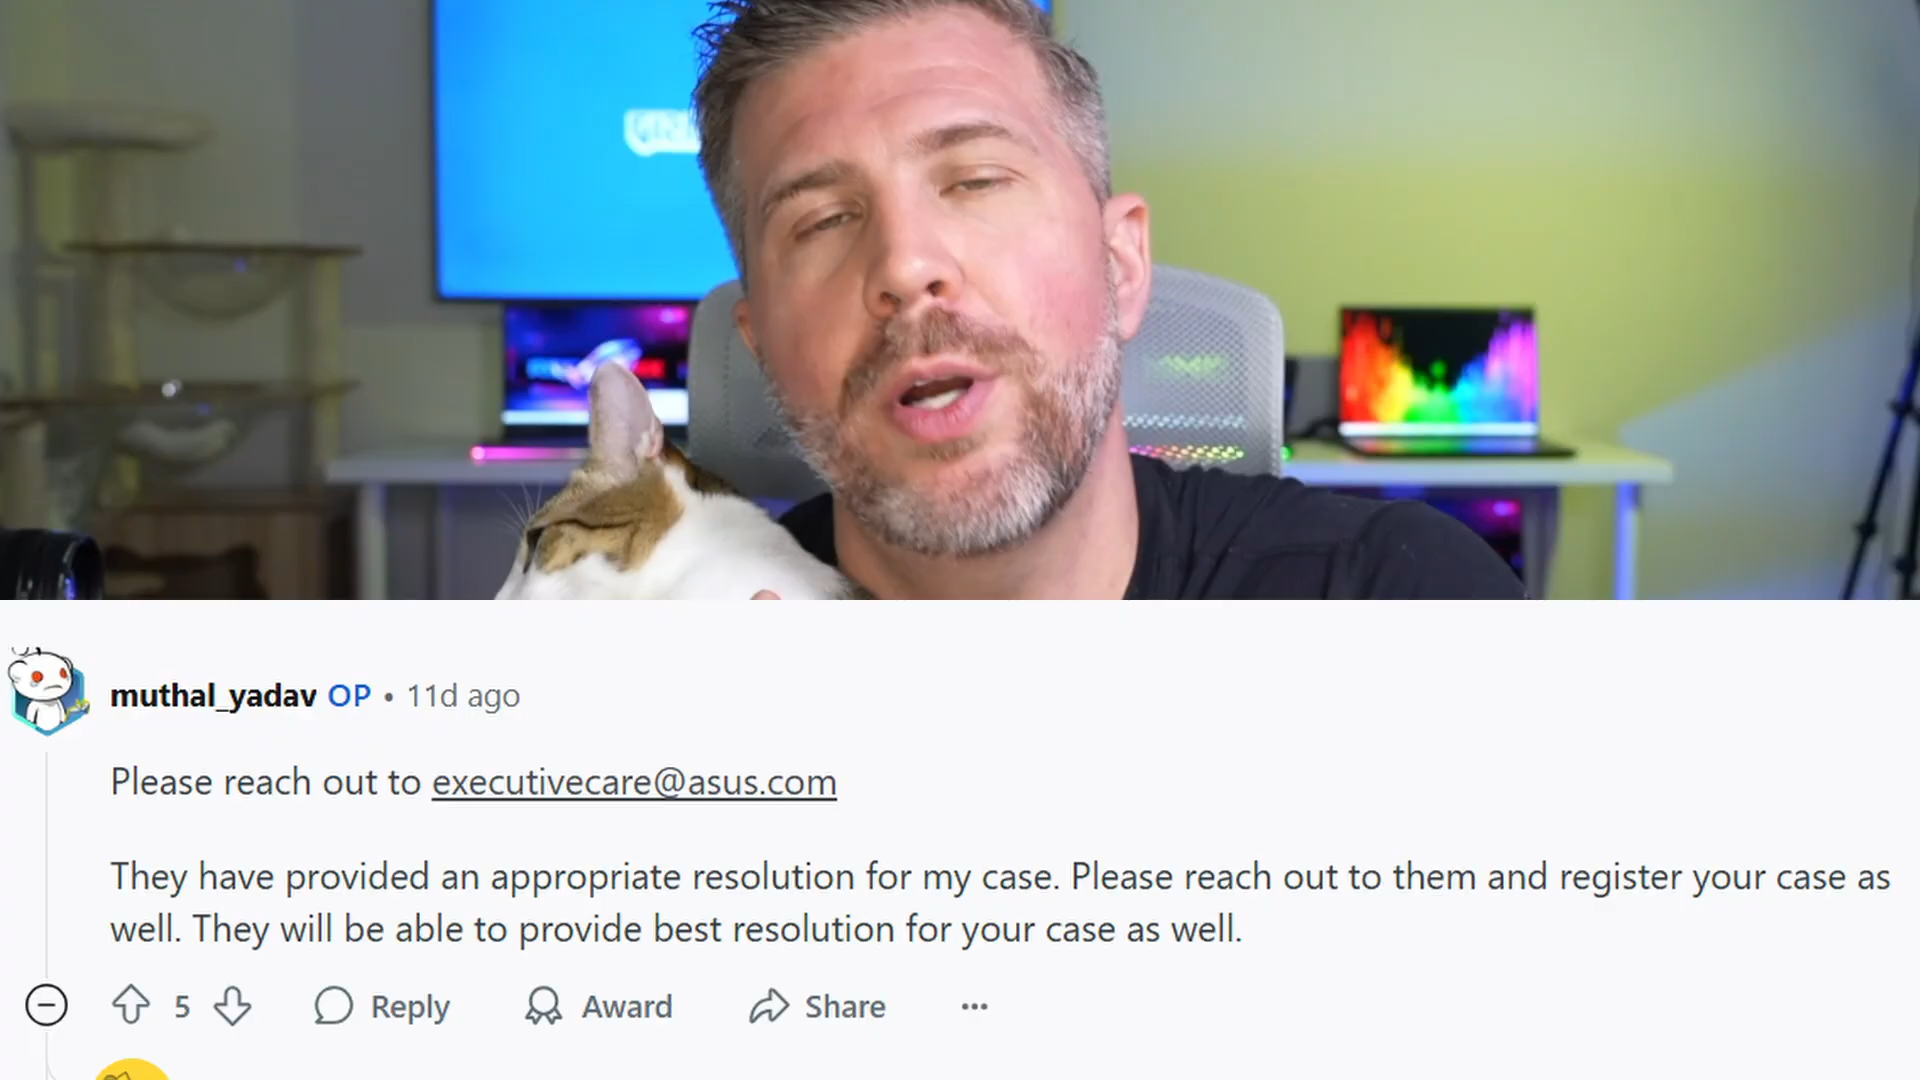 muthal_yadav OP • 11d ago
Please reach out to executivecare@asus.com
They have provided an appropriate resolution for my case. Please reach out to them and register your case as
well. They will be able to provide best resolution for your case as well.
5 Reply Award Share ···